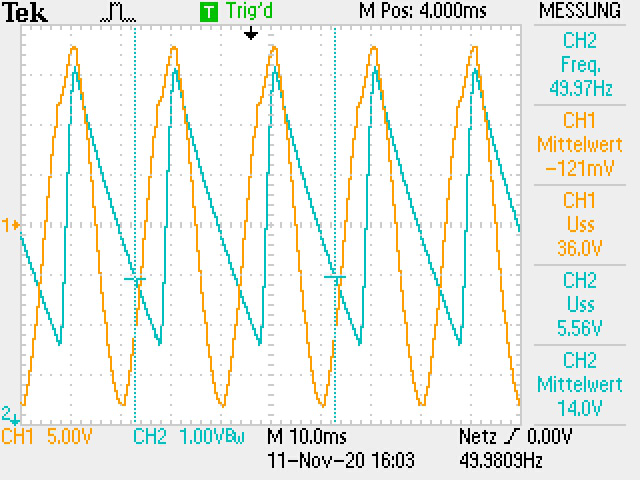 Tek T Trig'd M Pos: 4.000ms MESSUNG
CH2
Freq.
49.97Hz
CH1
Mittelwert
-121mV
1
CH1
Uss
36.0V
CH2
Uss
5.56V
CH2
Mittelwert
14.0V
2
CH1 5.00V CH2 1.00VBw M 10.0ms Netz 0.00V
11-Nov-20 16:03 49.9809Hz